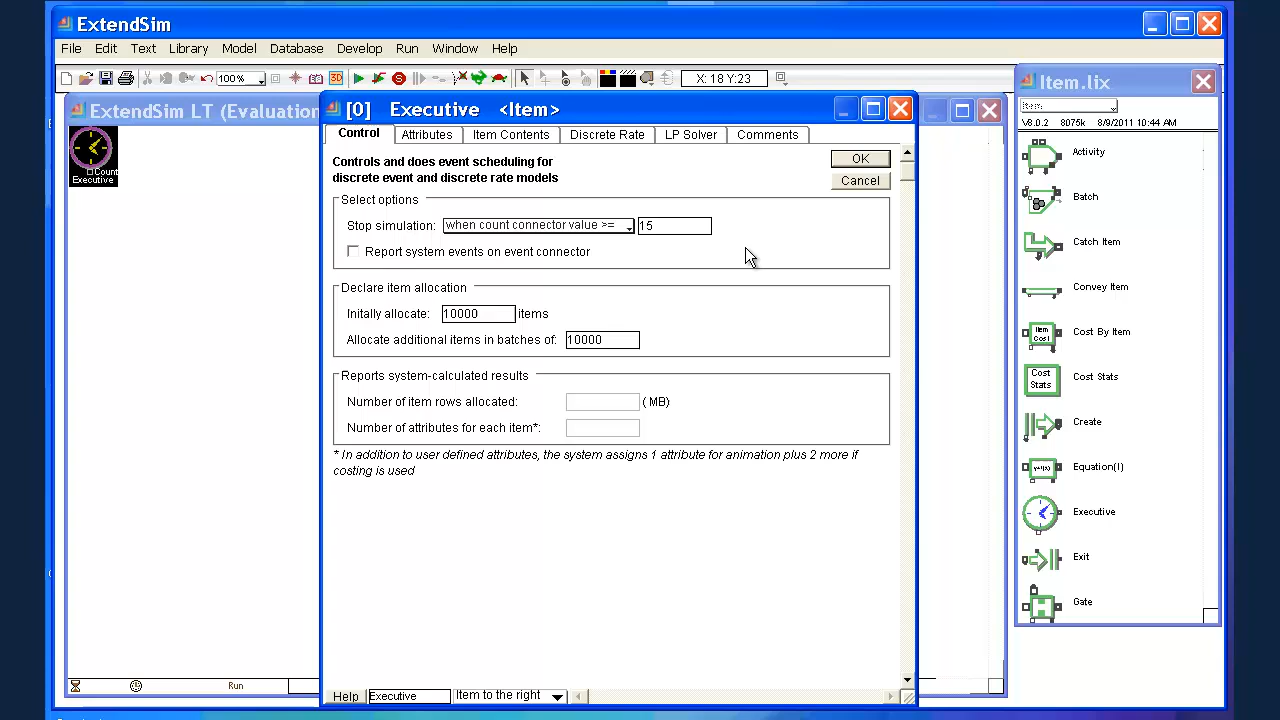 ExtendSim
File Edit Text Library Model Database Develop Run Window Help
100% 3D X: 18 Y:23
ExtendSim LT (Evaluation
Count
Executive
[0] Executive <Item>
Control Attributes Item Contents Discrete Rate LP Solver Comments
Controls and does event scheduling for
discrete event and discrete rate models
OK
Cancel
Select options
Stop simulation: when count connector value >= 15
Report system events on event connector
Declare item allocation
Initally allocate: 10000 items
Allocate additional items in batches of: 10000
Reports system-calculated results
Number of item rows allocated: ( MB)
Number of attributes for each item*:
* In addition to user defined attributes, the system assigns 1 attribute for animation plus 2 more if
costing is used
Help Executive Item to the right
Run
Item.lix
V8.0.2 8075k 8/9/2011 10:44 AM
Activity
Batch
Catch Item
Convey Item
Item
Cost
Cost By Item
Cost
Stats
Cost Stats
Create
y=f(x)
Equation(I)
Executive
Exit
Gate